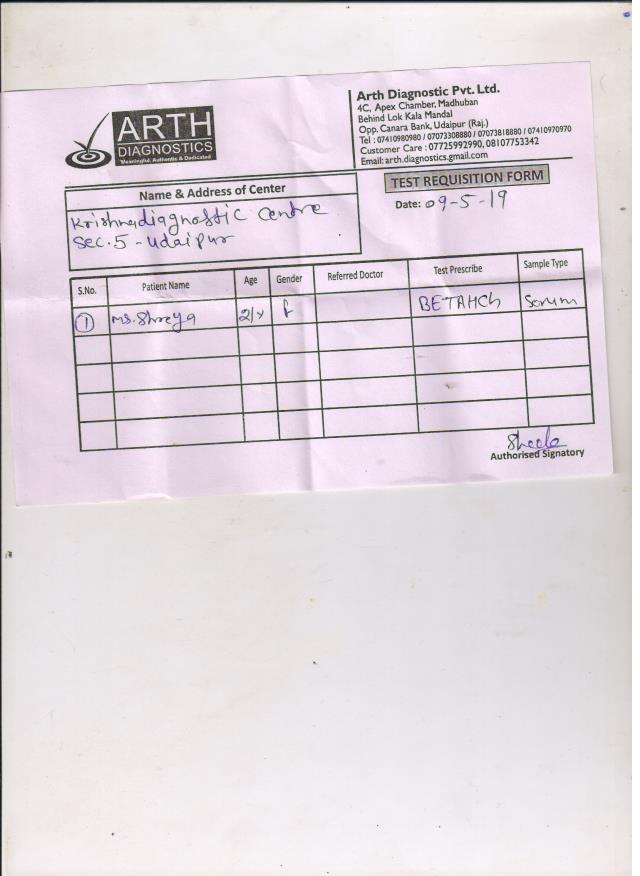 ARTH
DIAGNOSTICS
Meaningful, Authentic & Dedicated
Arth Diagnostic Pvt. Ltd.
4C, Apex Chamber, Madhuban
Behind Lok Kala Mandal
Opp. Canara Bank, Udaipur (Raj.)
Tel : 07410980980 / 07073308880 / 07073818880 / 07410970970
Customer Care : 07725992990, 08107753342
Email: arth.diagnostics.gmail.com
Name & Address of Center
Krishnadiagnostic Centre
Sec. 5 - Udaipur
TEST REQUISITION FORM
Date: 09-5-19
S.No. Patient Name Age Gender Referred Doctor Test Prescribe Sample Type
1 Ms. Shreya f BETAHCG Serum
Sheela
Authorised Signatory